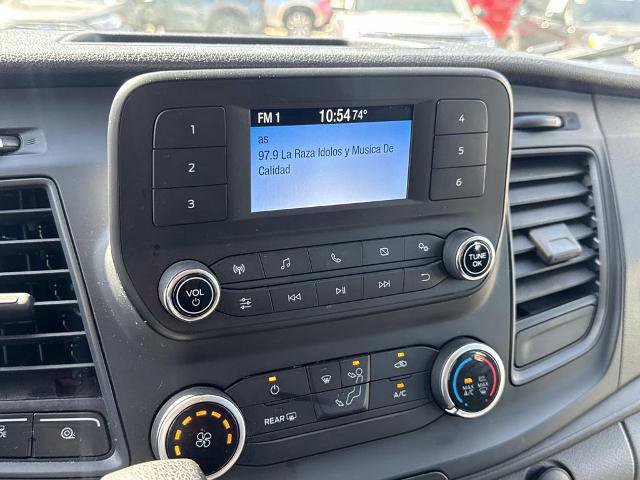 FM 1 10:54 74°
as
97.9 La Raza Idolos y Musica De
Calidad
1
2
3
4
5
6
VOL
TUNE
OK
REAR
A/C
MAX
A/C
MAX